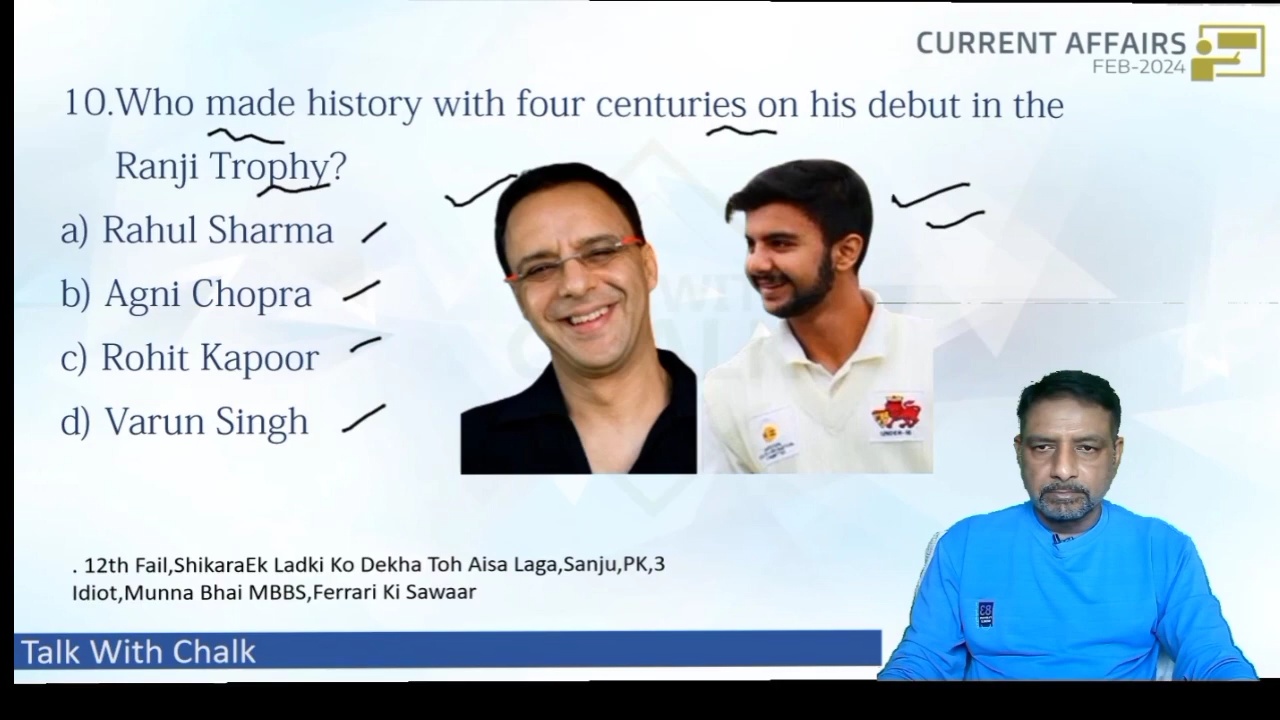 CURRENT AFFAIRS
FEB-2024
10.Who made history with four centuries on his debut in the
Ranji Trophy?
a) Rahul Sharma
b) Agni Chopra
c) Rohit Kapoor
d) Varun Singh
UNDER-16
. 12th Fail,ShikaraEk Ladki Ko Dekha Toh Aisa Laga,Sanju,PK,3
Idiot,Munna Bhai MBBS,Ferrari Ki Sawaar
Talk With Chalk